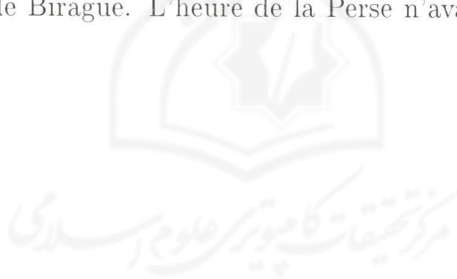 le Birague. L'heure de la Perse n'ava
مرکز تحقیقات کامپیوتری علوم اسلامی